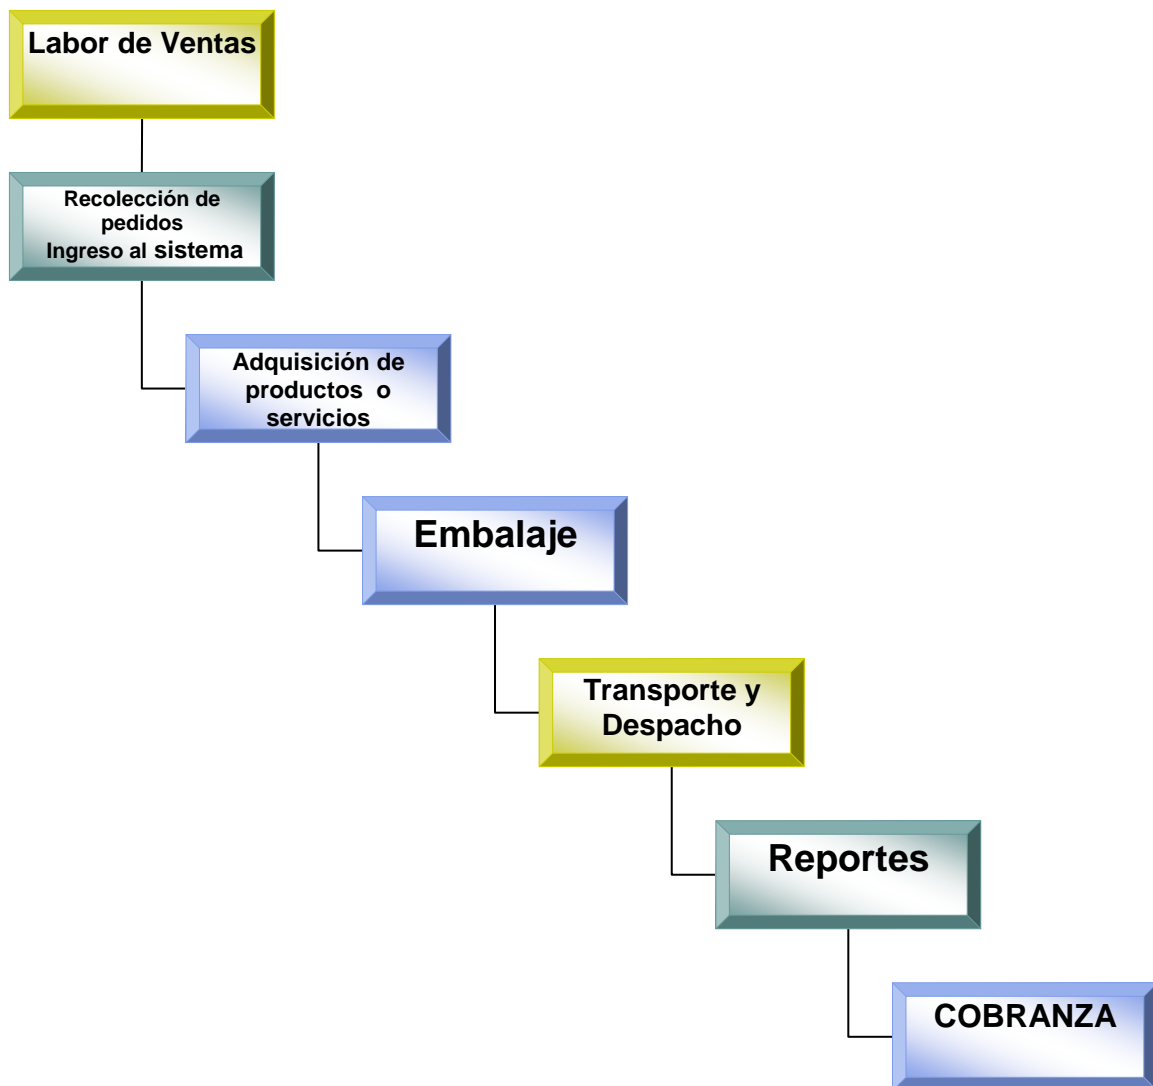 Labor de Ventas
Recolección de
pedidos
Ingreso al sistema
Adquisición de
productos o
servicios
Embalaje
Transporte y
Despacho
Reportes
COBRANZA